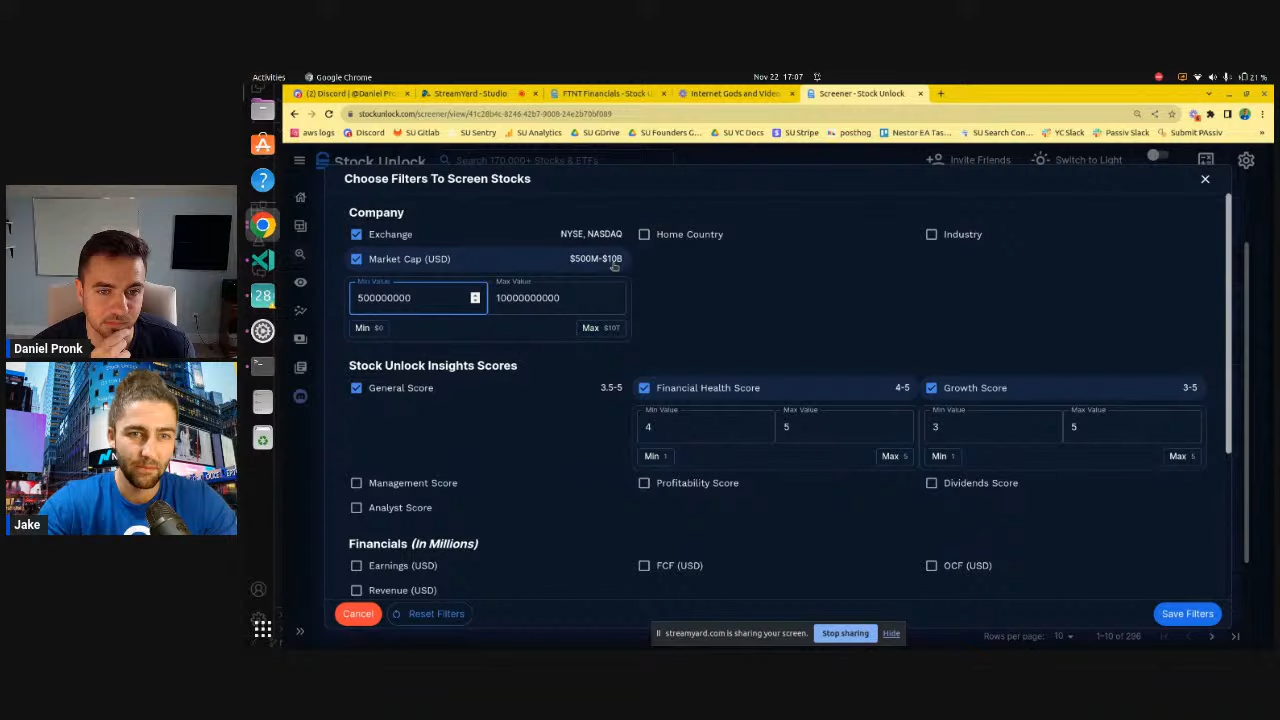 Activities
Google Chrome
Nov 22 17:07
21 %
Discord | @Daniel Pro
StreamYard - Studio
FTNT Financials - Stock U
Internet Gods and Video
Screener - Stock Unlock
stockunlock.com/screener/view/41c28b4c-8246-42b7-9008-24e2b70bf089
aws logs
Discord
SU Gitlab
SU Sentry
SU Analytics
SU GDrive
SU Founders G...
SU YC Docs
SU Stripe
posthog
Nestor EA Tas...
SU Search Con...
YC Slack
Passiv Slack
Submit PAssiv
Stock Unlock
Search 170,000+ Stocks & ETFs
Invite Friends
Switch to Light
Choose Filters To Screen Stocks
Company
Exchange
NYSE, NASDAQ
Home Country
Industry
Market Cap (USD)
$500M-$10B
Min Value
Max Value
500000000
10000000000
Min $0
Max $10T
Stock Unlock Insights Scores
General Score
3.5-5
Financial Health Score
4-5
Growth Score
3-5
Min Value
Max Value
Min Value
Max Value
4
5
3
5
Min 1
Max 5
Min 1
Max 5
Management Score
Profitability Score
Dividends Score
Analyst Score
Financials (In Millions)
Earnings (USD)
FCF (USD)
OCF (USD)
Revenue (USD)
Cancel
Reset Filters
Save Filters
streamyard.com is sharing your screen.
Stop sharing
Hide
Rows per page: 10
1-10 of 296
28
Daniel Pronk
Jake